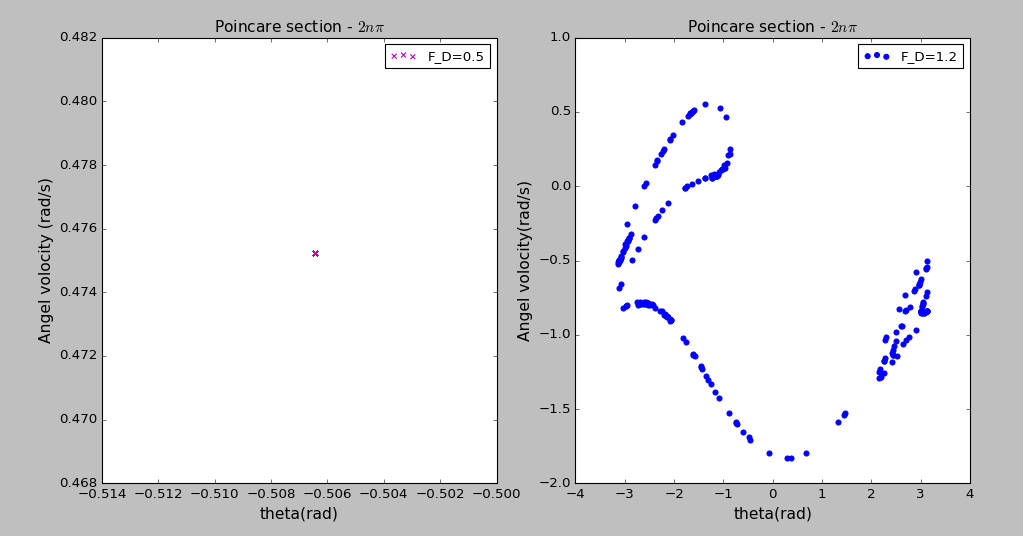 Poincare section - 2nπ
F_D=0.5
0.482
0.480
0.478
0.476
0.474
0.472
0.470
0.468
Angel volocity (rad/s)
−0.514 −0.512 −0.510 −0.508 −0.506 −0.504 −0.502 −0.500
theta(rad)
Poincare section - 2nπ
F_D=1.2
1.0
0.5
0.0
−0.5
−1.0
−1.5
−2.0
Angel volocity(rad/s)
−4 −3 −2 −1 0 1 2 3 4
theta(rad)